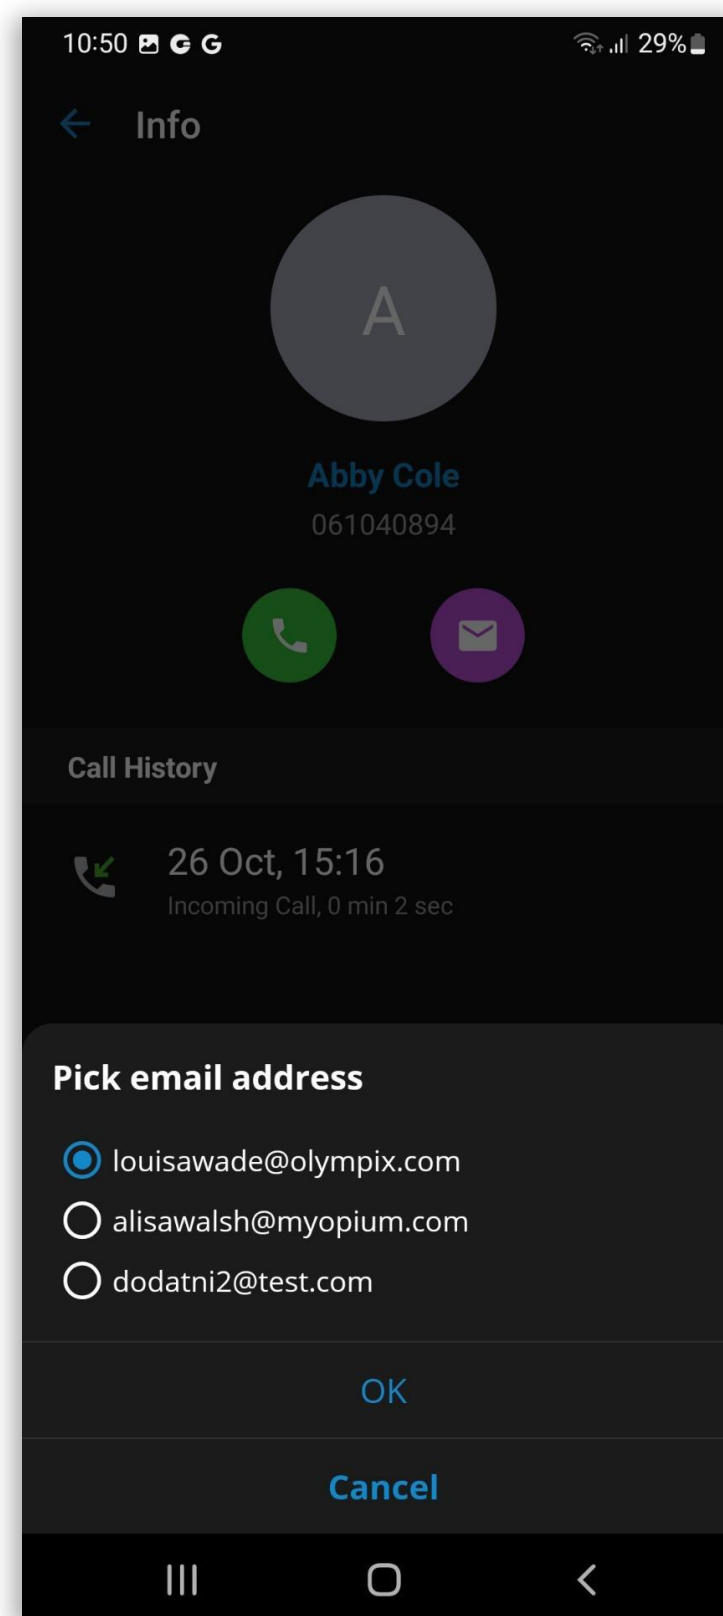 10:50 G G 29%
Info
A
Abby Cole
061040894
Call History
26 Oct, 15:16
Incoming Call, 0 min 2 sec
Pick email address
louisawade@olympix.com
alisawalsh@myopium.com
dodatni2@test.com
OK
Cancel